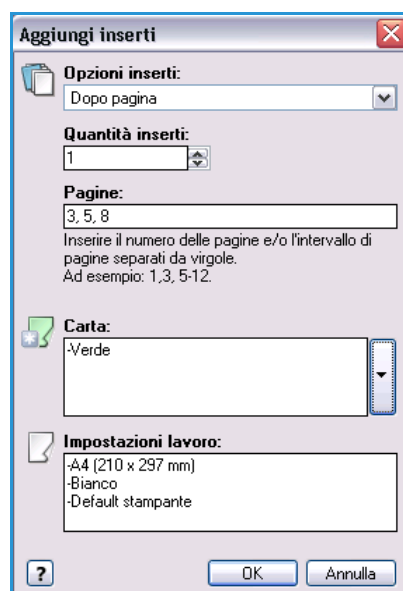 Aggiungi inserti
Opzioni inserti:
Dopo pagina
Quantità inserti:
1
Pagine:
3, 5, 8
Inserire il numero delle pagine e/o l'intervallo di
pagine separati da virgole.
Ad esempio: 1,3, 5-12.
Carta:
-Verde
Impostazioni lavoro:
-A4 (210 x 297 mm)
-Bianco
-Default stampante
? OK Annulla